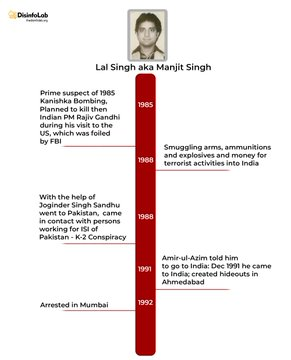 DisinfoLab
thedisinfolab.org
Lal Singh aka Manjit Singh
Prime suspect of 1985
Kanishka Bombing,
Planned to kill then
Indian PM Rajiv Gandhi
during his visit to the
US, which was foiled
by FBI
1985
Smuggling arms, ammunitions
and explosives and money for
terrorist activities into India
1988
With the help of
Joginder Singh Sandhu
went to Pakistan, came
in contact with persons
working for ISI of
Pakistan - K-2 Conspiracy
1988
Amir-ul-Azim told him
to go to India: Dec 1991 he came
to India; created hideouts in
Ahmedabad
1991
Arrested in Mumbai
1992